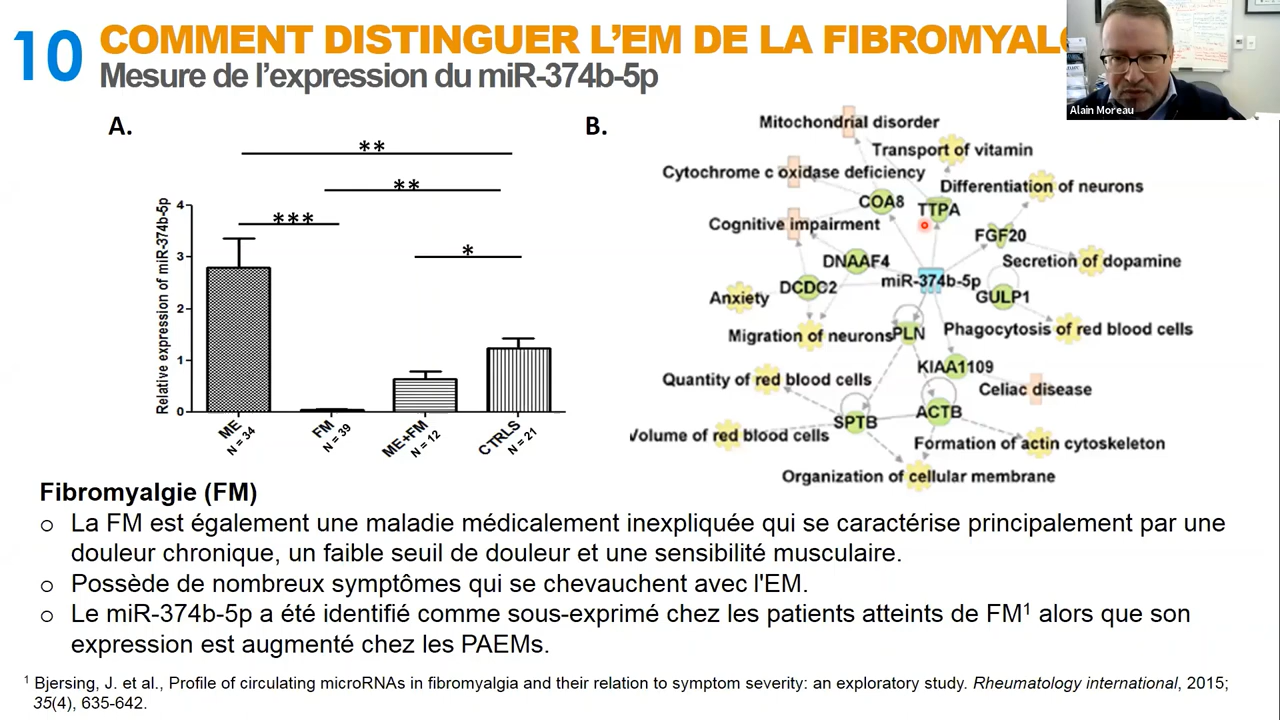 10
COMMENT DISTINGUER L'EM DE LA FIBROMYALG
Mesure de l'expression du miR-374b-5p
Alain Moreau
A.
**
**
***
*
Relative expression of miR-374b-5p
4
3
2
1
0
ME
N = 34
FM
N = 39
ME+FM
N = 12
CTRLS
N = 21
B.
Mitochondrial disorder
Transport of vitamin
Cytochrome c oxidase deficiency
Differentiation of neurons
COA8
TTPA
Cognitive impairment
FGF20
DNAAF4
Secretion of dopamine
miR-374b-5p
DCDC2
GULP1
Anxiety
Migration of neurons
PLN
Phagocytosis of red blood cells
KIAA1109
Quantity of red blood cells
Celiac disease
ACTB
SPTB
Volume of red blood cells
Formation of actin cytoskeleton
Organization of cellular membrane
Fibromyalgie (FM)
o La FM est également une maladie médicalement inexpliquée qui se caractérise principalement par une
douleur chronique, un faible seuil de douleur et une sensibilité musculaire.
o Possède de nombreux symptômes qui se chevauchent avec l'EM.
o Le miR-374b-5p a été identifié comme sous-exprimé chez les patients atteints de FM¹ alors que son
expression est augmenté chez les PAEMs.
¹ Bjersing, J. et al., Profile of circulating microRNAs in fibromyalgia and their relation to symptom severity: an exploratory study. Rheumatology international, 2015;
35(4), 635-642.